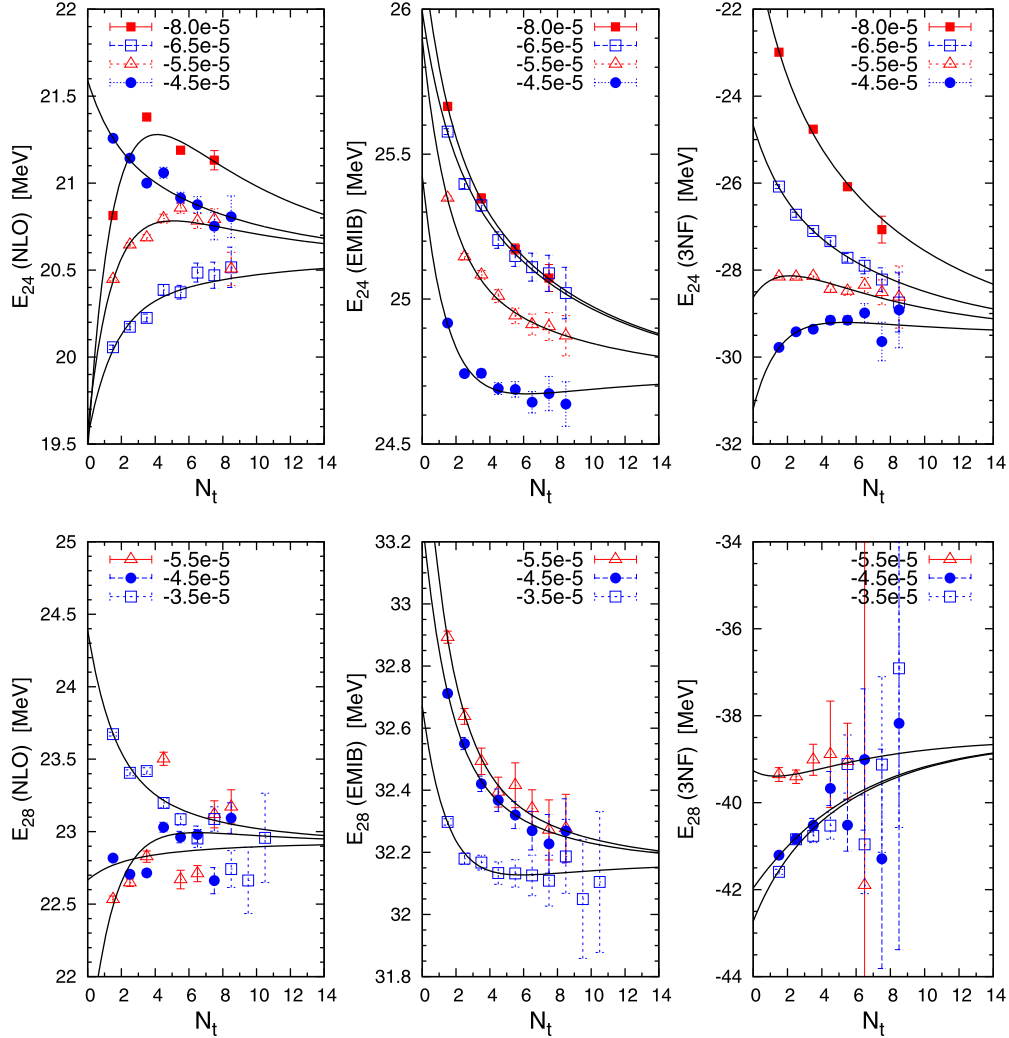 E24 (NLO) [MeV]
22
21.5
21
20.5
20
19.5
-8.0e-5
-6.5e-5
-5.5e-5
-4.5e-5
0 2 4 6 8 10 12 14
Nt
E24 (EMIB) [MeV]
26
25.5
25
24.5
-8.0e-5
-6.5e-5
-5.5e-5
-4.5e-5
0 2 4 6 8 10 12 14
Nt
E24 (3NF) [MeV]
-22
-24
-26
-28
-30
-32
-8.0e-5
-6.5e-5
-5.5e-5
-4.5e-5
0 2 4 6 8 10 12 14
Nt
E28 (NLO) [MeV]
25
24.5
24
23.5
23
22.5
22
-5.5e-5
-4.5e-5
-3.5e-5
0 2 4 6 8 10 12 14
Nt
E28 (EMIB) [MeV]
33.2
33
32.8
32.6
32.4
32.2
32
31.8
-5.5e-5
-4.5e-5
-3.5e-5
0 2 4 6 8 10 12 14
Nt
E28 (3NF) [MeV]
-34
-36
-38
-40
-42
-44
-5.5e-5
-4.5e-5
-3.5e-5
0 2 4 6 8 10 12 14
Nt